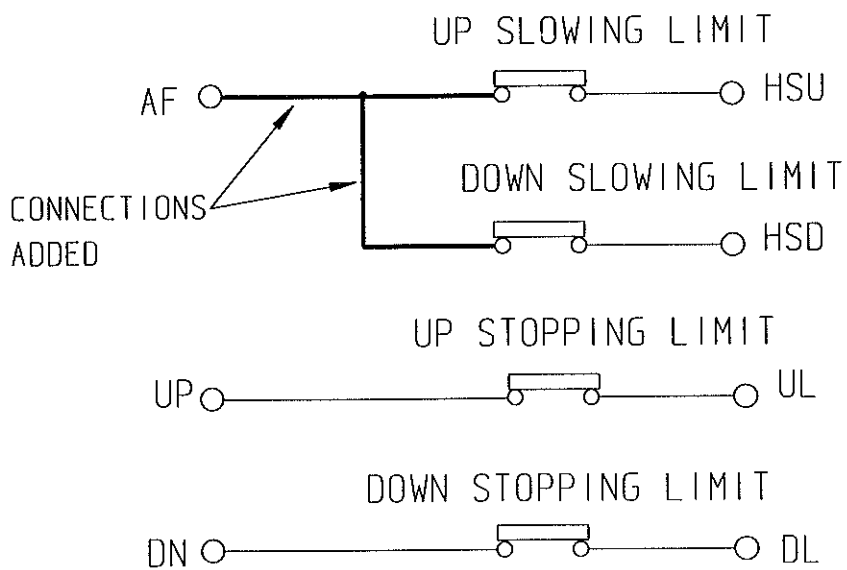 UP SLOWING LIMIT
AF
HSU
DOWN SLOWING LIMIT
CONNECTIONS
ADDED
HSD
UP STOPPING LIMIT
UP
UL
DOWN STOPPING LIMIT
DN
DL